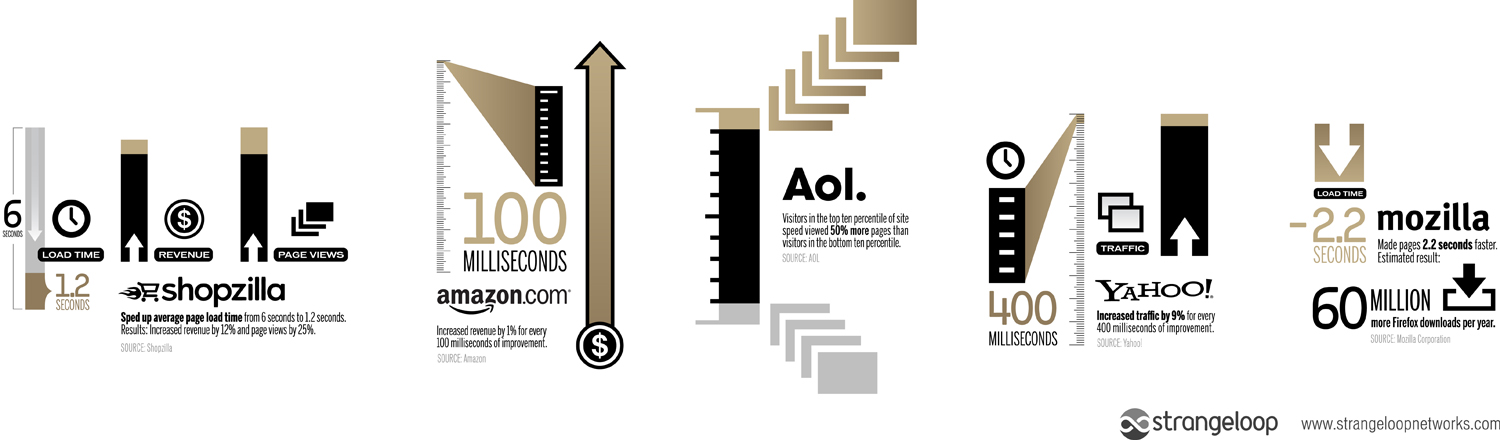 6
SECONDS
LOAD TIME
REVENUE
PAGE VIEWS
1.2
SECONDS
shopzilla
Sped up average page load time from 6 seconds to 1.2 seconds.
Results: Increased revenue by 12% and page views by 25%.
SOURCE: Shopzilla
100
MILLISECONDS
amazon.com
Increased revenue by 1% for every
100 milliseconds of improvement.
SOURCE: Amazon
$
Aol.
Visitors in the top ten percentile of site
speed viewed 50% more pages than
visitors in the bottom ten percentile.
SOURCE: AOL
400
MILLISECONDS
TRAFFIC
YAHOO!
Increased traffic by 9% for every
400 milliseconds of improvement.
SOURCE: Yahoo!
LOAD TIME
-2.2
SECONDS
mozilla
Made pages 2.2 seconds faster.
Estimated result:
60 MILLION
more Firefox downloads per year.
SOURCE: Mozilla Corporation
strangeloop
www.strangeloopnetworks.com